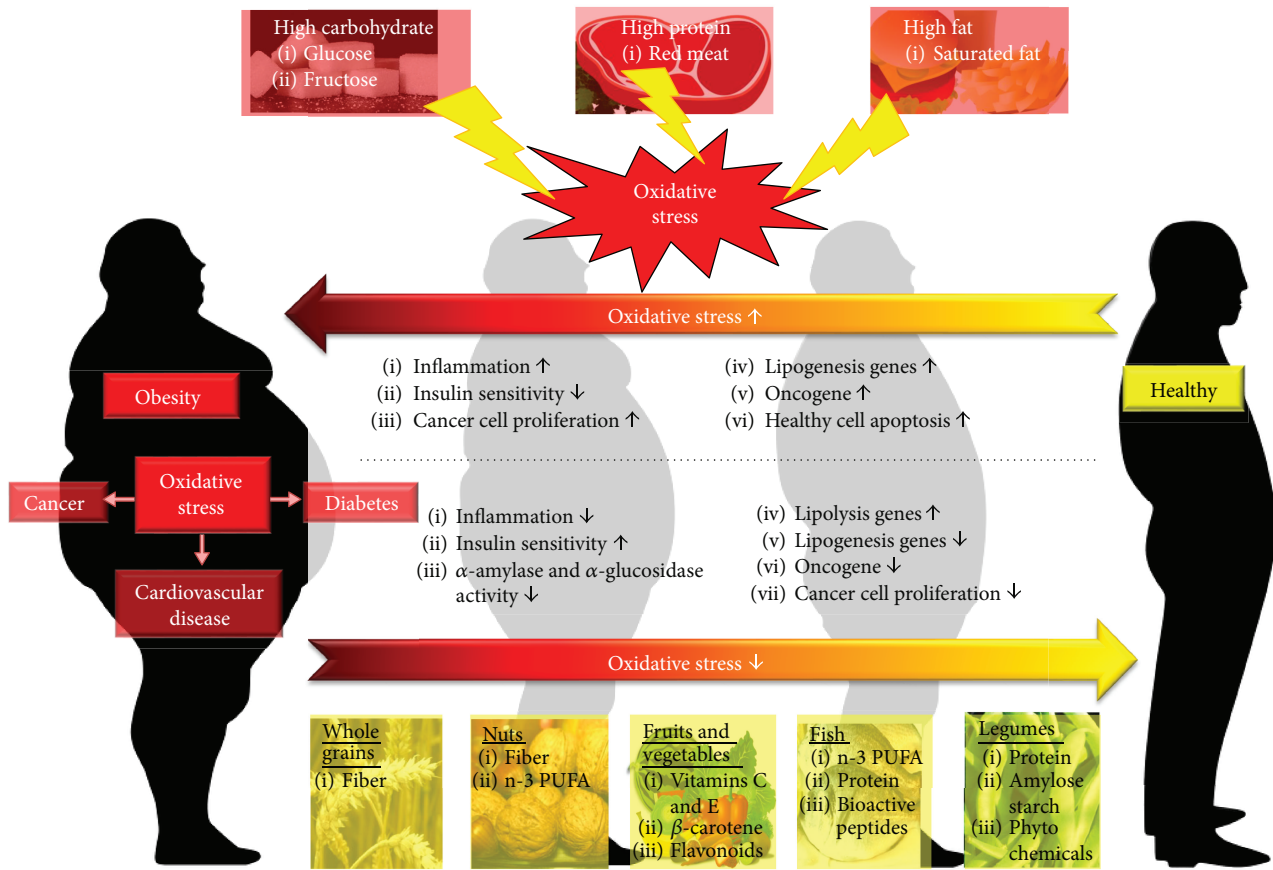 High carbohydrate
(i) Glucose
(ii) Fructose
High protein
(i) Red meat
High fat
(i) Saturated fat
Oxidative
stress
Oxidative stress ↑
(i) Inflammation ↑
(ii) Insulin sensitivity ↓
(iii) Cancer cell proliferation ↑
(iv) Lipogenesis genes ↑
(v) Oncogene ↑
(vi) Healthy cell apoptosis ↑
Obesity
Healthy
Oxidative
stress
Cancer
Diabetes
Cardiovascular
disease
(i) Inflammation ↓
(ii) Insulin sensitivity ↑
(iii) α-amylase and α-glucosidase
activity ↓
(iv) Lipolysis genes ↑
(v) Lipogenesis genes ↓
(vi) Oncogene ↓
(vii) Cancer cell proliferation ↓
Oxidative stress ↓
Whole
grains
(i) Fiber
Nuts
(i) Fiber
(ii) n-3 PUFA
Fruits and
vegetables
(i) Vitamins C
and E
(ii) β-carotene
(iii) Flavonoids
Fish
(i) n-3 PUFA
(ii) Protein
(iii) Bioactive
peptides
Legumes
(i) Protein
(ii) Amylose
starch
(iii) Phyto
chemicals